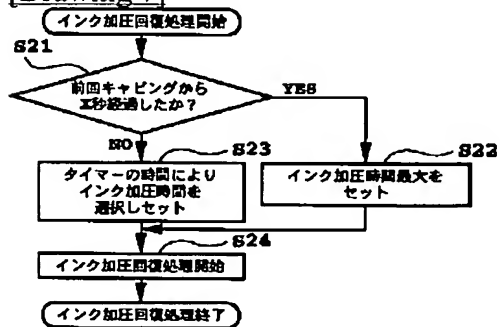 インク加圧回復処理開始
S21
前回キャピングから
X秒経過したか？
YES
NO
S23
S22
タイマーの時間により
インク加圧時間を
選択しセット
インク加圧時間最大を
セット
S24
インク加圧回復処理開始
インク加圧回復処理終了